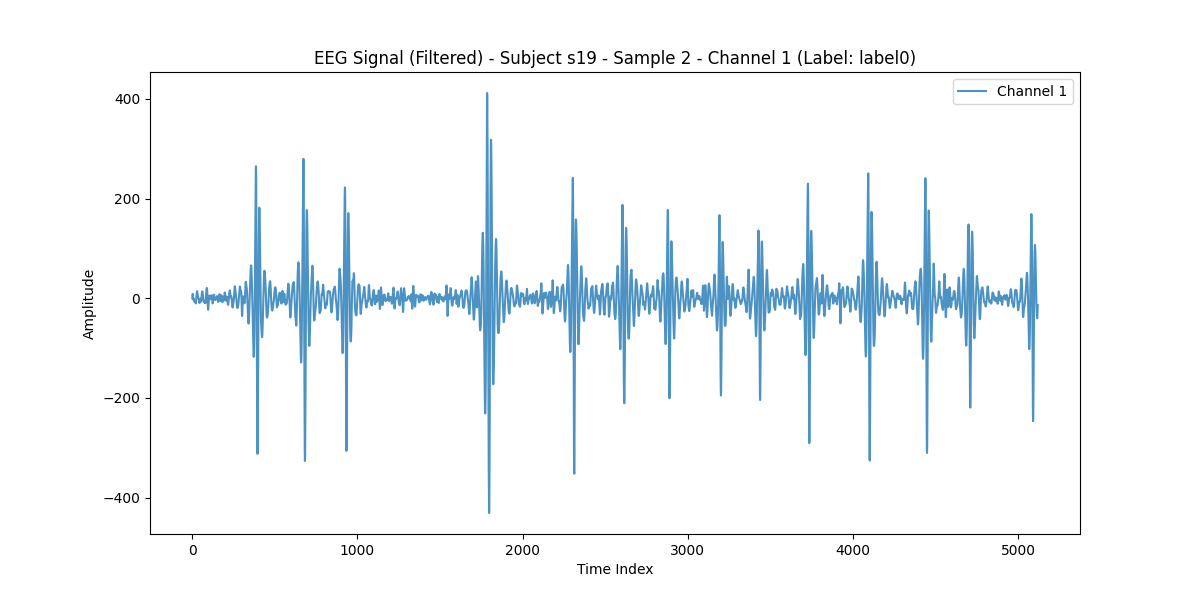 EEG Signal (Filtered) - Subject s19 - Sample 2 - Channel 1 (Label: label0)
Channel 1
400
200
0
−200
−400
Amplitude
0 1000 2000 3000 4000 5000
Time Index